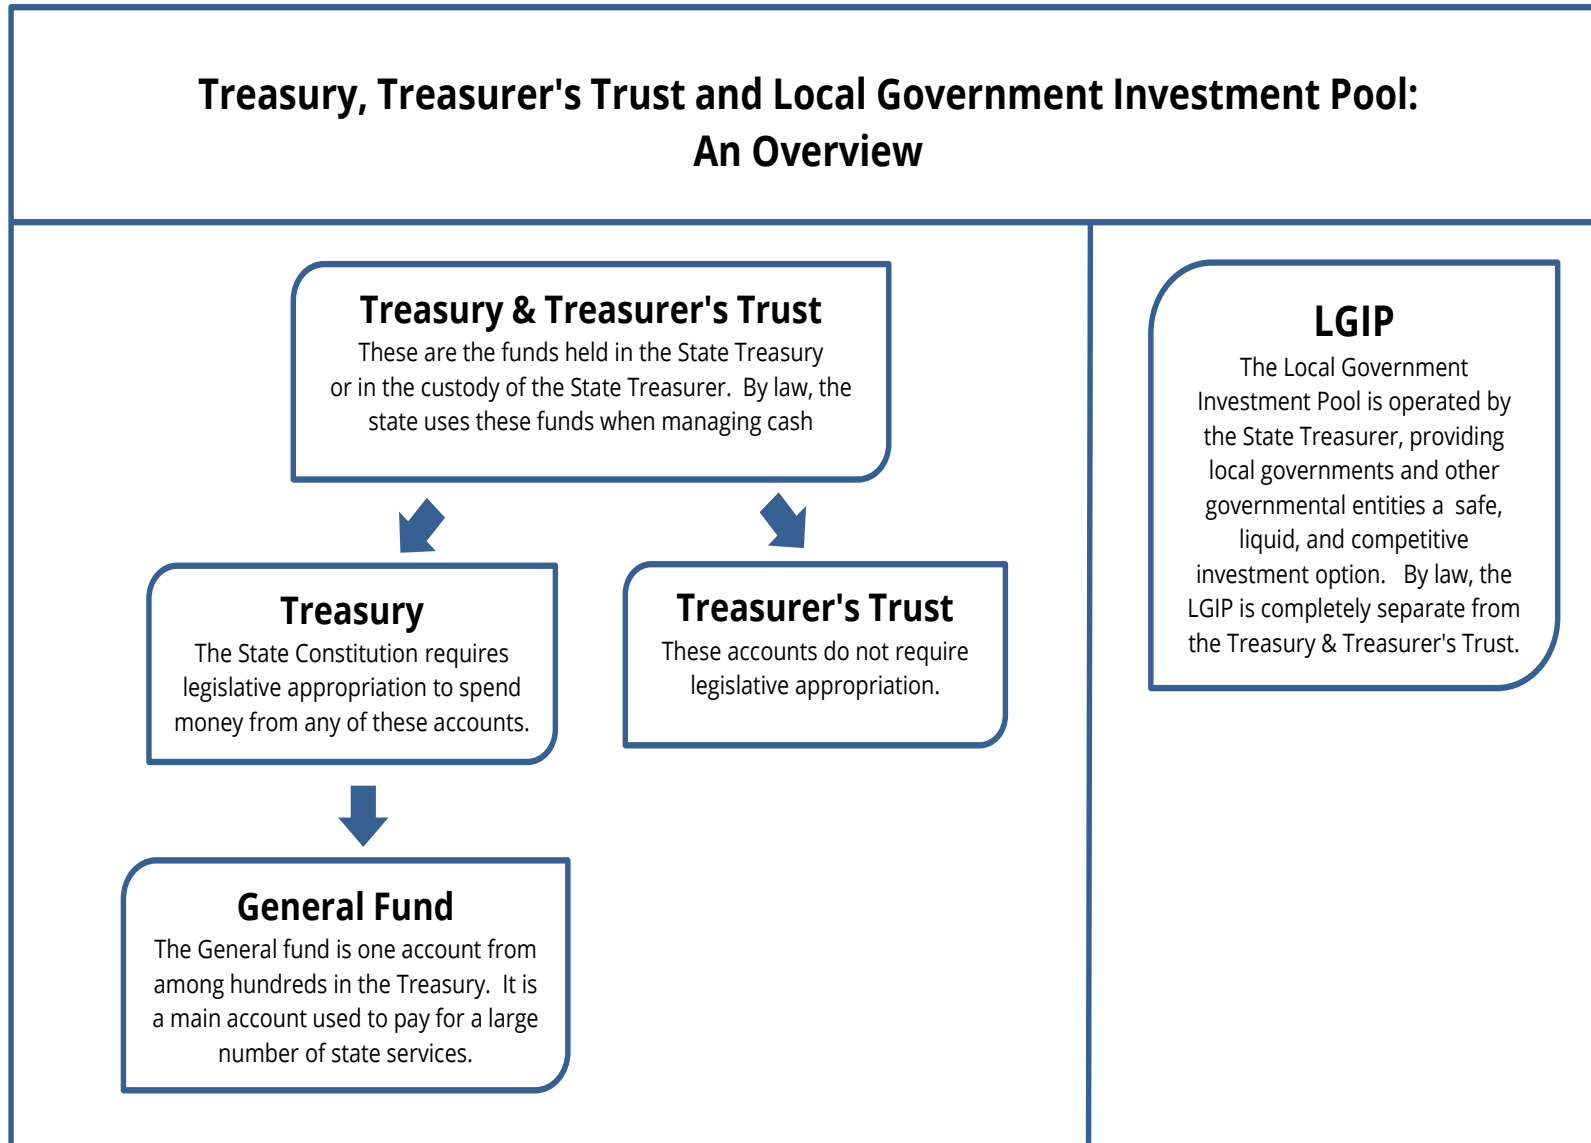 Treasury, Treasurer's Trust and Local Government Investment Pool:
An Overview
Treasury & Treasurer's Trust
These are the funds held in the State Treasury
or in the custody of the State Treasurer.  By law, the
state uses these funds when managing cash
Treasury
The State Constitution requires
legislative appropriation to spend
money from any of these accounts.
Treasurer's Trust
These accounts do not require
legislative appropriation.
General Fund
The General fund is one account from
among hundreds in the Treasury.  It is
a main account used to pay for a large
number of state services.
LGIP
The Local Government
Investment Pool is operated by
the State Treasurer, providing
local governments and other
governmental entities a  safe,
liquid, and competitive
investment option.   By law, the
LGIP is completely separate from
the Treasury & Treasurer's Trust.